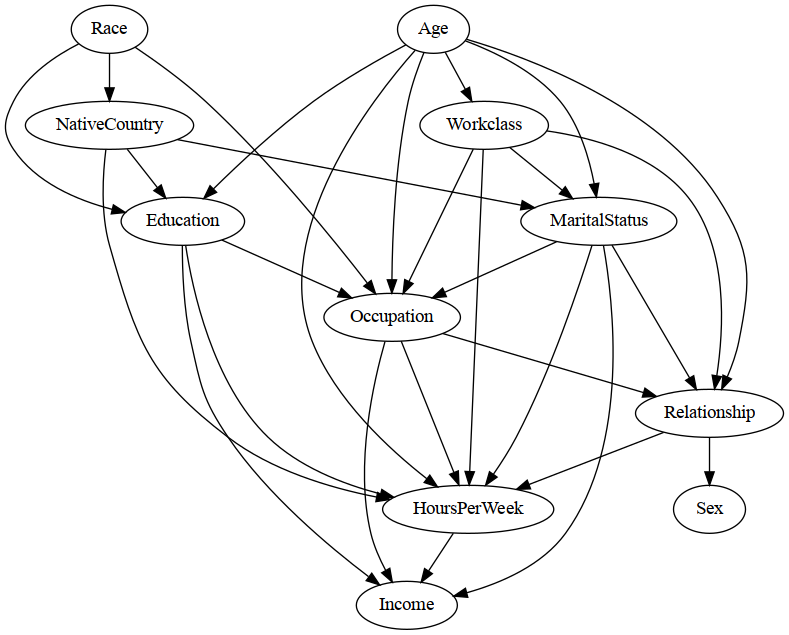 Race
Age
NativeCountry
Workclass
Education
MaritalStatus
Occupation
Relationship
HoursPerWeek
Sex
Income